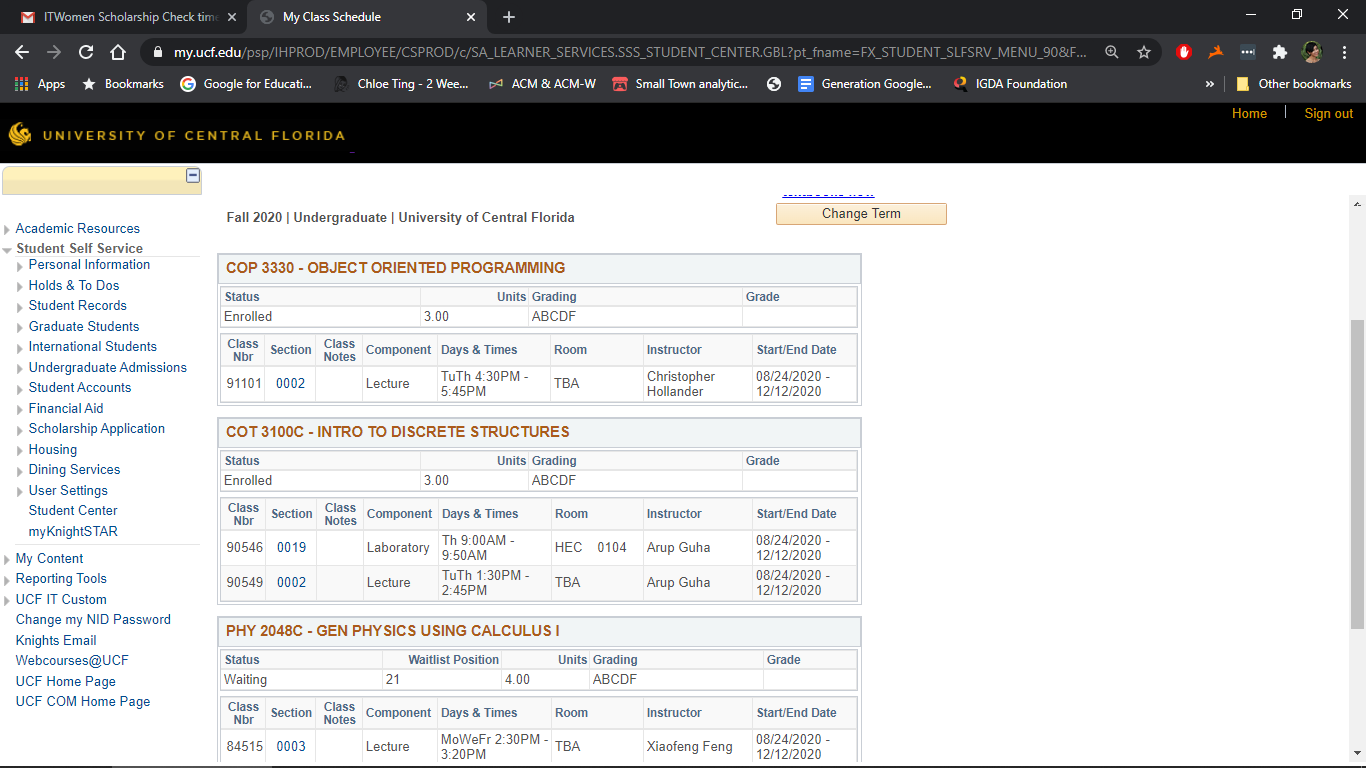 ITWomen Scholarship Check time
My Class Schedule
my.ucf.edu/psp/IHPROD/EMPLOYEE/CSPROD/c/SA_LEARNER_SERVICES.SSS_STUDENT_CENTER.GBL?pt_fname=FX_STUDENT_SLFSRV_MENU_90&F...
Apps Bookmarks Google for Educati... Chloe Ting - 2 Wee... ACM & ACM-W Small Town analytic... Generation Google... IGDA Foundation » Other bookmarks
Home Sign out
UNIVERSITY OF CENTRAL FLORIDA
Academic Resources
Student Self Service
Personal Information
Holds & To Dos
Student Records
Graduate Students
International Students
Undergraduate Admissions
Student Accounts
Financial Aid
Scholarship Application
Housing
Dining Services
User Settings
Student Center
myKnightSTAR
My Content
Reporting Tools
UCF IT Custom
Change my NID Password
Knights Email
Webcourses@UCF
UCF Home Page
UCF COM Home Page
Fall 2020 | Undergraduate | University of Central Florida
Change Term
COP 3330 - OBJECT ORIENTED PROGRAMMING
Status Units Grading Grade
Enrolled 3.00 ABCDF
Class Nbr Section Class Notes Component Days & Times Room Instructor Start/End Date
91101 0002 Lecture TuTh 4:30PM - 5:45PM TBA Christopher Hollander 08/24/2020 - 12/12/2020
COT 3100C - INTRO TO DISCRETE STRUCTURES
Status Units Grading Grade
Enrolled 3.00 ABCDF
Class Nbr Section Class Notes Component Days & Times Room Instructor Start/End Date
90546 0019 Laboratory Th 9:00AM - 9:50AM HEC 0104 Arup Guha 08/24/2020 - 12/12/2020
90549 0002 Lecture TuTh 1:30PM - 2:45PM TBA Arup Guha 08/24/2020 - 12/12/2020
PHY 2048C - GEN PHYSICS USING CALCULUS I
Status Waitlist Position Units Grading Grade
Waiting 21 4.00 ABCDF
Class Nbr Section Class Notes Component Days & Times Room Instructor Start/End Date
84515 0003 Lecture MoWeFr 2:30PM - 3:20PM TBA Xiaofeng Feng 08/24/2020 - 12/12/2020